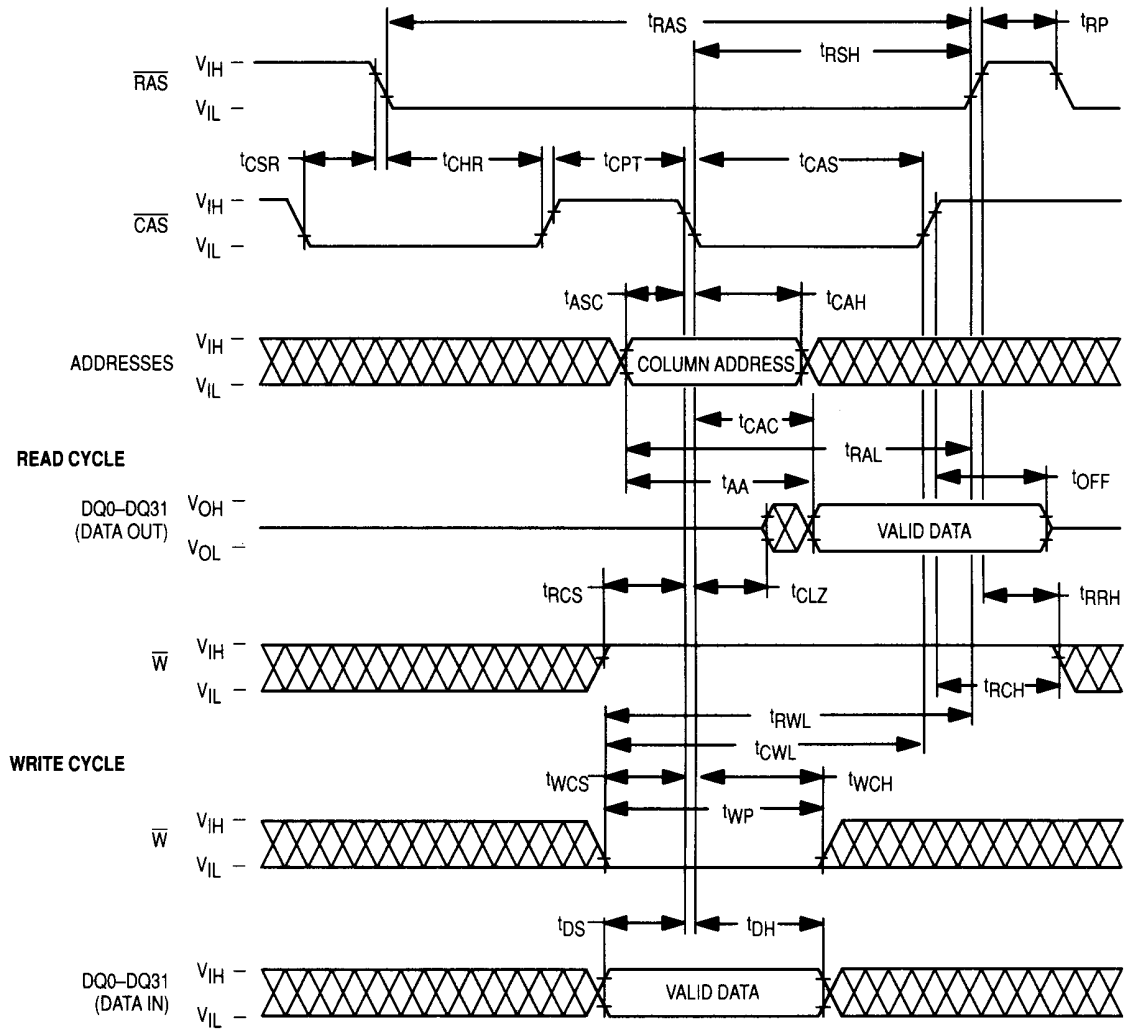 tRAS tRP
tRSH
RAS VIH
VIL
tCSR tCHR tCPT tCAS
CAS VIH
VIL
tASC tCAH
ADDRESSES VIH
VIL
COLUMN ADDRESS
tCAC
READ CYCLE
tRAL
tAA tOFF
DQ0–DQ31
(DATA OUT)
VOH
VOL
VALID DATA
tRCS tCLZ tRRH
W VIH
VIL
tRCH
tRWL
WRITE CYCLE
tCWL
tWCS tWCH
tWP
W VIH
VIL
tDS tDH
DQ0–DQ31
(DATA IN)
VIH
VIL
VALID DATA